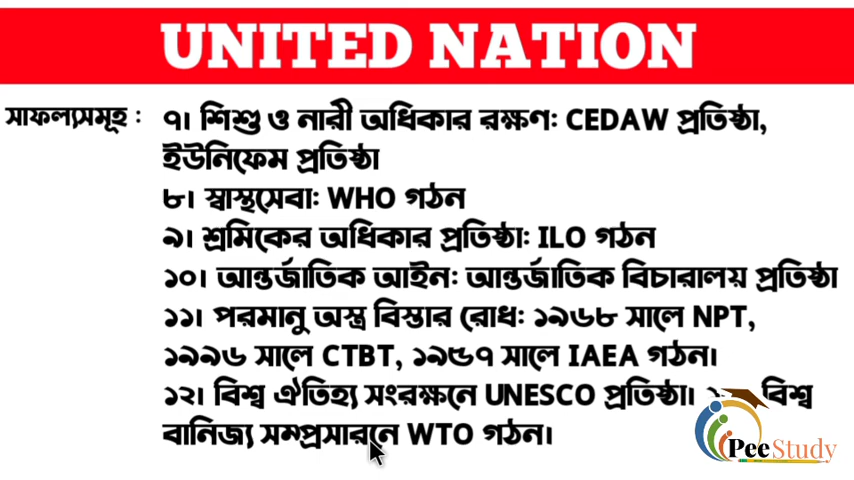 UNITED NATION
সাফল্যসমূহ : ৭। শিশু ও নারী অধিকার রক্ষণ: CEDAW প্রতিষ্ঠা,
ইউনিফেম প্রতিষ্ঠা
৮। স্বাস্থসেবা: WHO গঠন
৯। শ্রমিকের অধিকার প্রতিষ্ঠা: ILO গঠন
১০। আন্তর্জাতিক আইন: আন্তর্জাতিক বিচারালয় প্রতিষ্ঠা
১১। পরমানু অস্ত্র বিস্তার রোধ: ১৯৬৮ সালে NPT,
১৯৯৬ সালে CTBT, ১৯৫৭ সালে IAEA গঠন।
১২। বিশ্ব ঐতিহ্য সংরক্ষনে UNESCO প্রতিষ্ঠা। বিশ্ব
বানিজ্য সম্প্রসারনে WTO গঠন।
PeeStudy